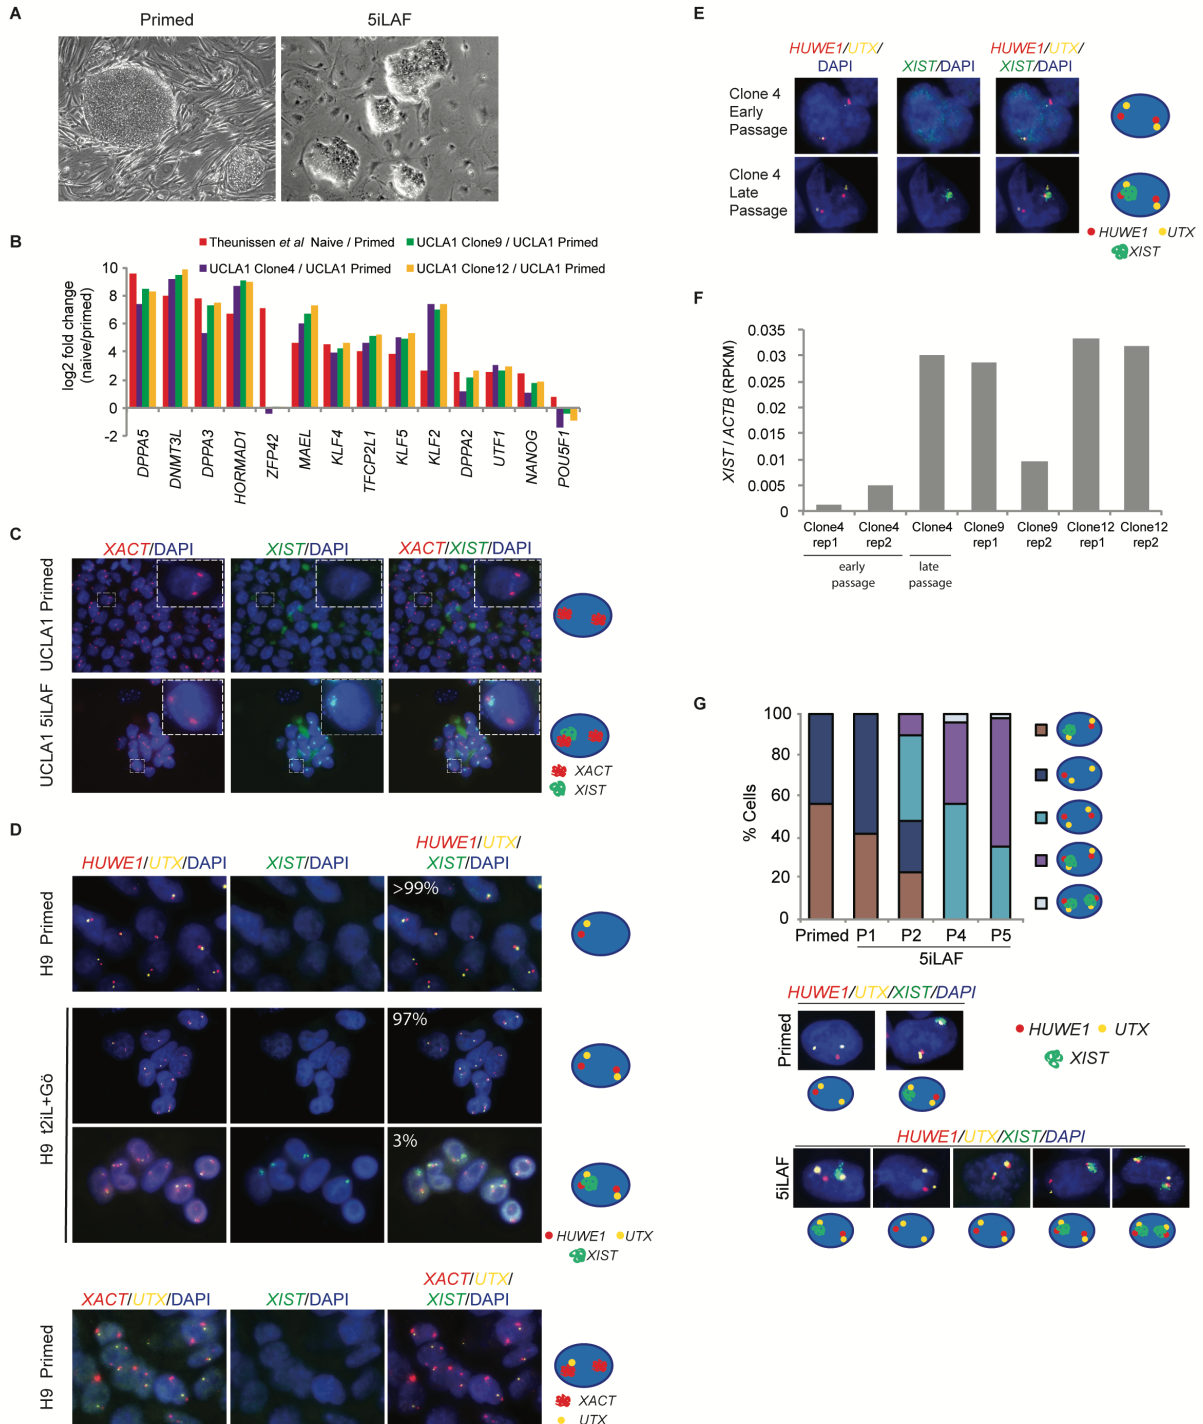 A
Primed
5iLAF
B
Theunissen et al Naive / Primed
UCLA1 Clone9 / UCLA1 Primed
UCLA1 Clone4 / UCLA1 Primed
UCLA1 Clone12 / UCLA1 Primed
log2 fold change
(naive/primed)
10
8
6
4
2
0
-2
DPPA5
DNMT3L
DPPA3
HORMAD1
ZFP42
MAEL
KLF4
TFCP2L1
KLF5
KLF2
DPPA2
UTF1
NANOG
POU5F1
C
XACT/DAPI
XIST/DAPI
XACT/XIST/DAPI
UCLA1 Primed
UCLA1 5iLAF
XACT
XIST
D
HUWE1/UTX/DAPI
XIST/DAPI
HUWE1/UTX/
XIST/DAPI
H9 Primed
>99%
H9 t2iL+Gö
97%
3%
HUWE1
UTX
XIST
XACT/UTX/DAPI
XIST/DAPI
XACT/UTX/
XIST/DAPI
H9 Primed
XACT
UTX
E
HUWE1/UTX/
DAPI
XIST/DAPI
HUWE1/UTX/
XIST/DAPI
Clone 4
Early
Passage
Clone 4
Late
Passage
HUWE1
UTX
XIST
F
XIST / ACTB (RPKM)
0.035
0.03
0.025
0.02
0.015
0.01
0.005
0
Clone4
rep1
Clone4
rep2
Clone4
Clone9
rep1
Clone9
rep2
Clone12
rep1
Clone12
rep2
early
passage
late
passage
G
% Cells
100
80
60
40
20
0
Primed
P1
P2
P4
P5
5iLAF
HUWE1/UTX/XIST/DAPI
Primed
HUWE1
UTX
XIST
HUWE1/UTX/XIST/DAPI
5iLAF